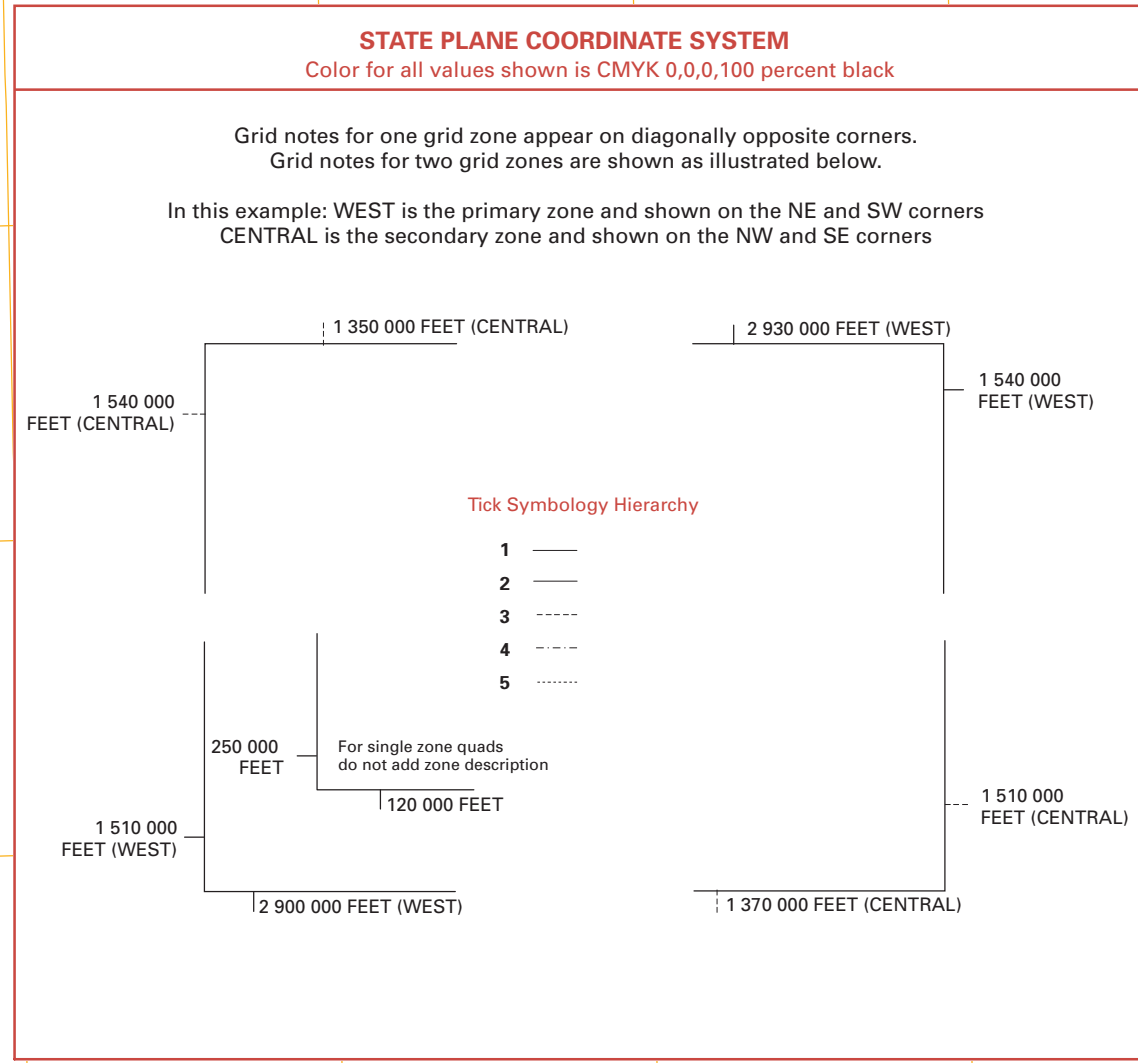 STATE PLANE COORDINATE SYSTEM
Color for all values shown is CMYK 0,0,0,100 percent black
Grid notes for one grid zone appear on diagonally opposite corners.
Grid notes for two grid zones are shown as illustrated below.
In this example: WEST is the primary zone and shown on the NE and SW corners
CENTRAL is the secondary zone and shown on the NW and SE corners
1 350 000 FEET (CENTRAL)
2 930 000 FEET (WEST)
1 540 000
FEET (CENTRAL)
1 540 000
FEET (WEST)
Tick Symbology Hierarchy
1
2
3
4
5
250 000
FEET
For single zone quads
do not add zone description
120 000 FEET
1 510 000
FEET (WEST)
1 510 000
FEET (CENTRAL)
2 900 000 FEET (WEST)
1 370 000 FEET (CENTRAL)